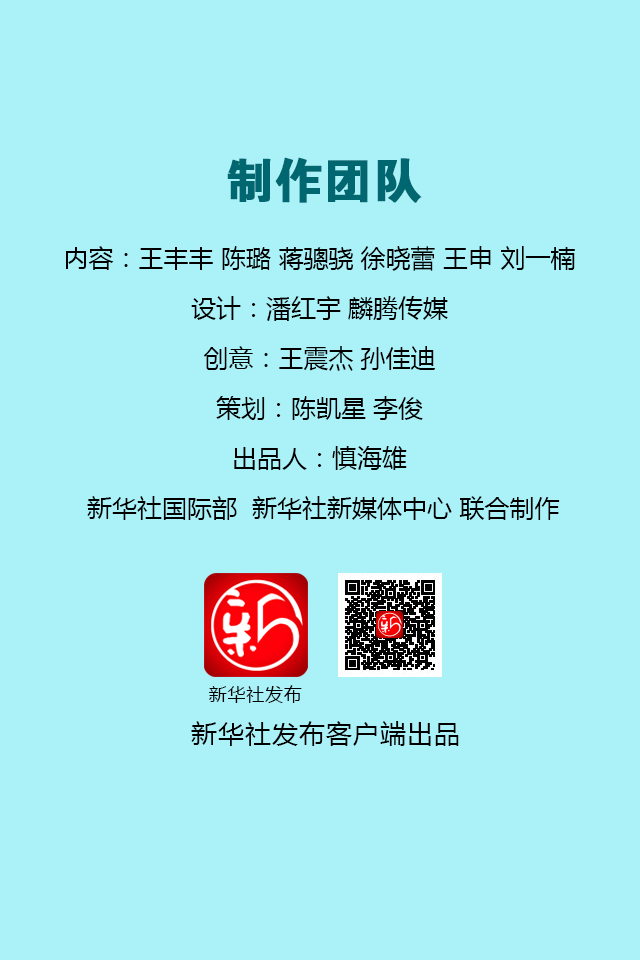 制作团队
内容：王丰丰 陈璐 蒋骢骁 徐晓蕾 王申 刘一楠
设计：潘红宇 麟腾传媒
创意：王震杰 孙佳迪
策划：陈凯星 李俊
出品人：慎海雄
新华社国际部 新华社新媒体中心 联合制作
新
新
新华社发布
新华社发布客户端出品